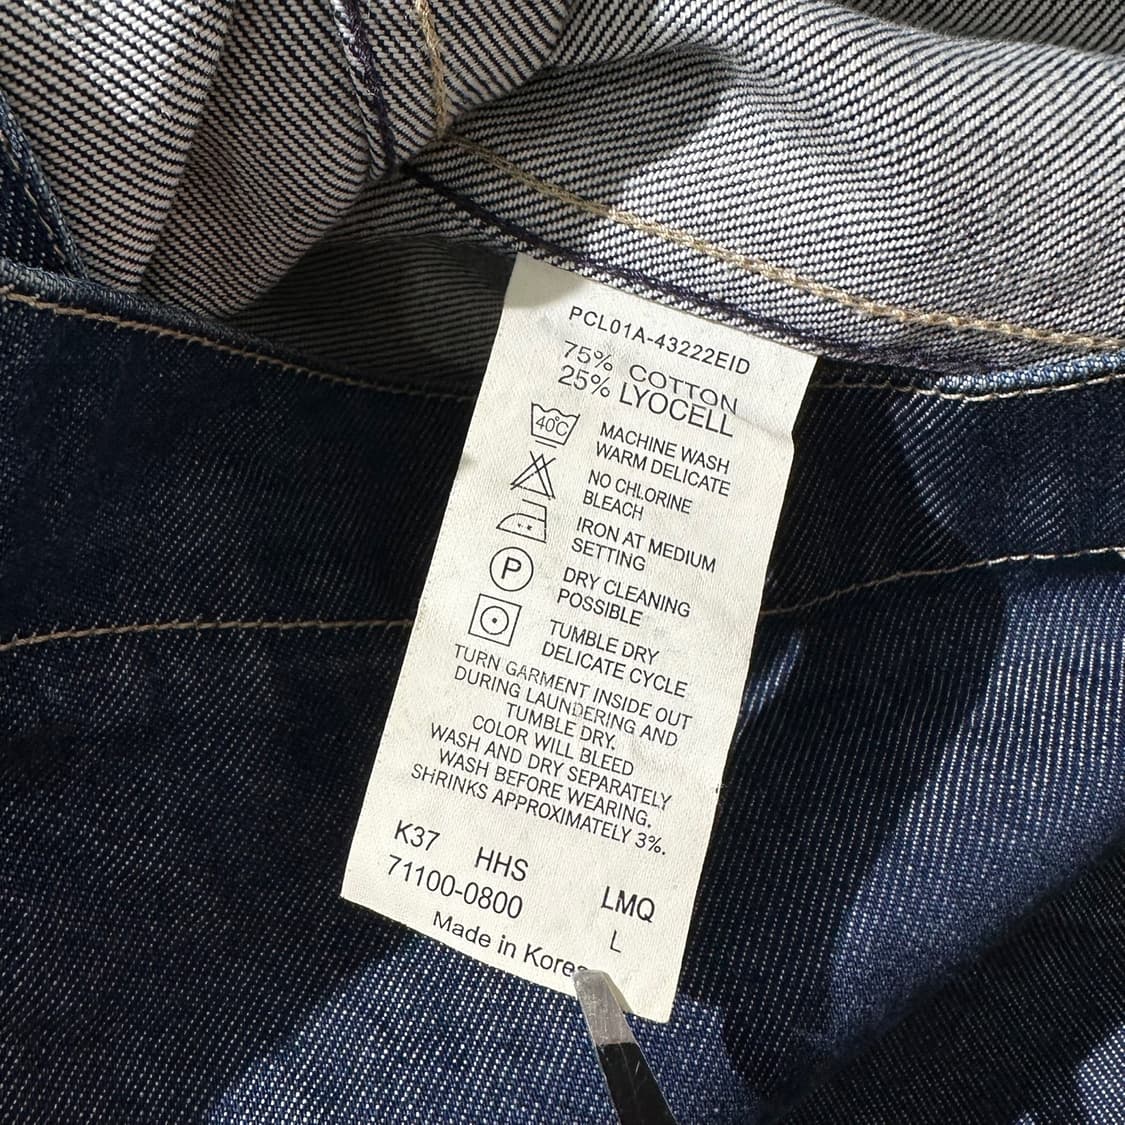 PCL01A-43222EID
75% COTTON
25% LYOCELL
40°C
MACHINE WASH
WARM DELICATE
NO CHLORINE
BLEACH
IRON AT MEDIUM
SETTING
P
DRY CLEANING
POSSIBLE
TUMBLE DRY
DELICATE CYCLE
TURN GARMENT INSIDE OUT
DURING LAUNDERING AND
TUMBLE DRY.
COLOR WILL BLEED
WASH AND DRY SEPARATELY
WASH BEFORE WEARING.
SHRINKS APPROXIMATELY 3%.
K37 HHS
71100-0800
LMQ
L
Made in Korea